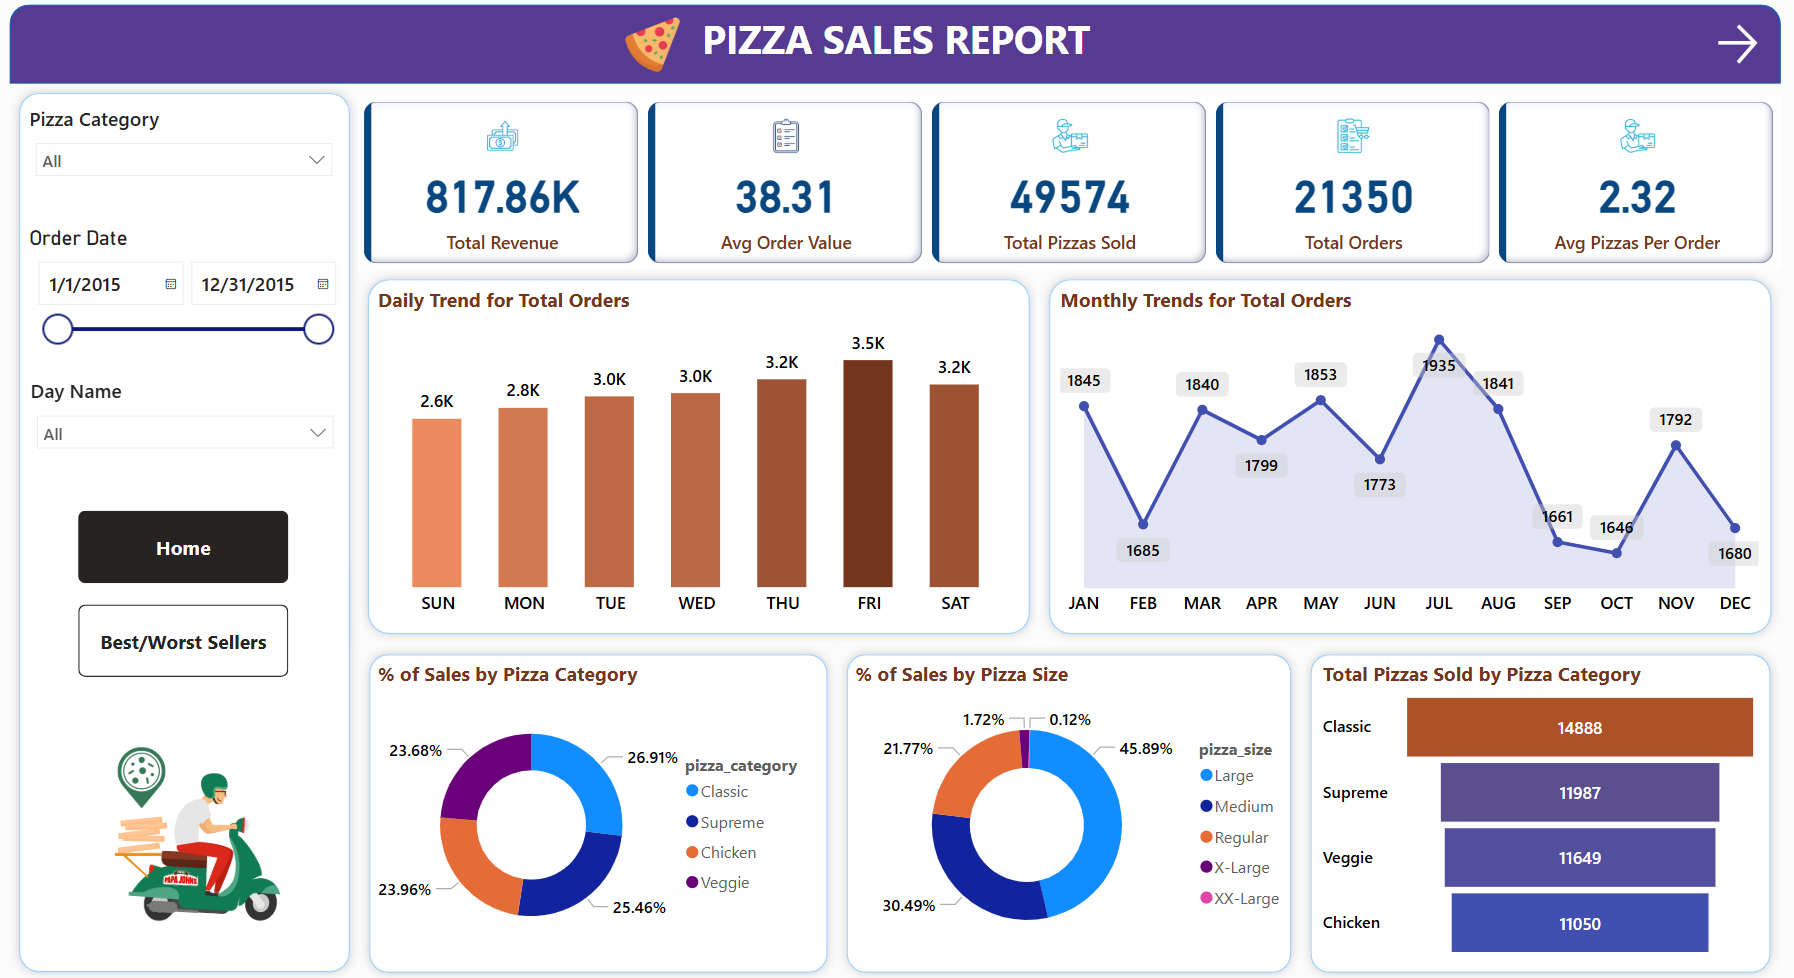 PIZZA SALES REPORT
Pizza Category
All
Order Date
1/1/2015
12/31/2015
Day Name
All
Home
Best/Worst Sellers
PAPA JOHN'S
817.86K
Total Revenue
38.31
Avg Order Value
49574
Total Pizzas Sold
21350
Total Orders
2.32
Avg Pizzas Per Order
Daily Trend for Total Orders
2.6K
2.8K
3.0K
3.0K
3.2K
3.5K
3.2K
SUN MON TUE WED THU FRI SAT
Monthly Trends for Total Orders
1845
1685
1840
1799
1853
1773
1935
1841
1661
1646
1792
1680
JAN FEB MAR APR MAY JUN JUL AUG SEP OCT NOV DEC
% of Sales by Pizza Category
23.68%
26.91%
23.96%
25.46%
pizza_category
Classic
Supreme
Chicken
Veggie
% of Sales by Pizza Size
1.72%
0.12%
21.77%
45.89%
30.49%
pizza_size
Large
Medium
Regular
X-Large
XX-Large
Total Pizzas Sold by Pizza Category
Classic 14888
Supreme 11987
Veggie 11649
Chicken 11050